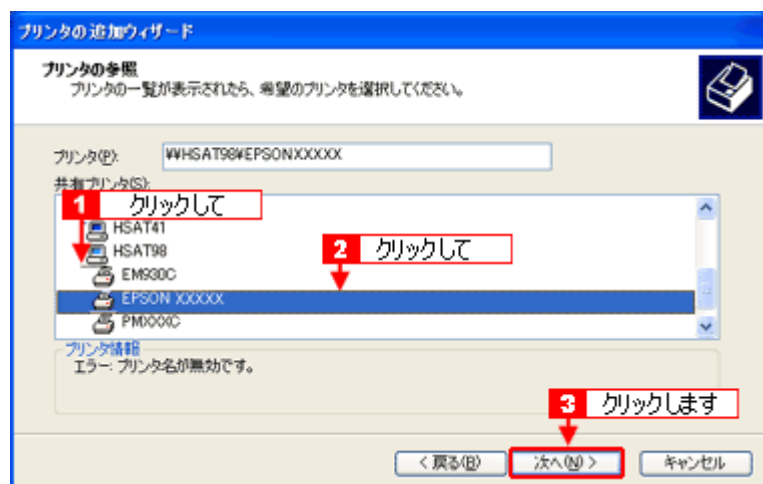 プリンタの追加ウィザード
プリンタの参照
プリンタの一覧が表示されたら、希望のプリンタを選択してください。
プリンタ(P): ¥¥HSAT98¥EPSONXXXXX
共有プリンタ(S):
1 クリックして
HSAT41
HSAT98
2 クリックして
EM930C
EPSON XXXXX
PMXXXC
プリンタ情報
エラー: プリンタ名が無効です。
3 クリックします
< 戻る(B) 次へ(N) > キャンセル